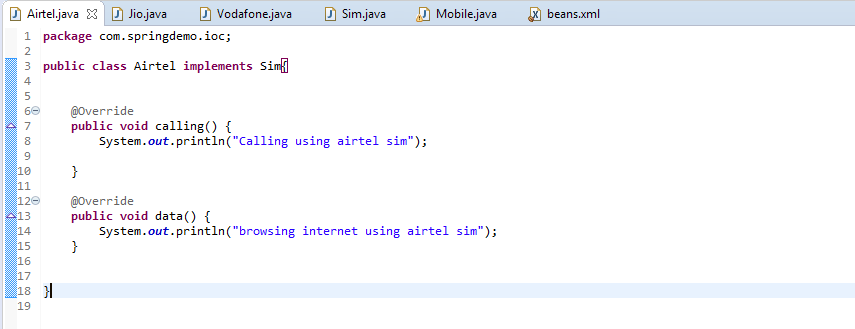 Airtel.java Jio.java Vodafone.java Sim.java Mobile.java beans.xml
1 package com.springdemo.ioc;
2
3 public class Airtel implements Sim{
4
5
6 @Override
7 public void calling() {
8 System.out.println("Calling using airtel sim");
9
10 }
11
12 @Override
13 public void data() {
14 System.out.println("browsing internet using airtel sim");
15 }
16
17
18 }
19